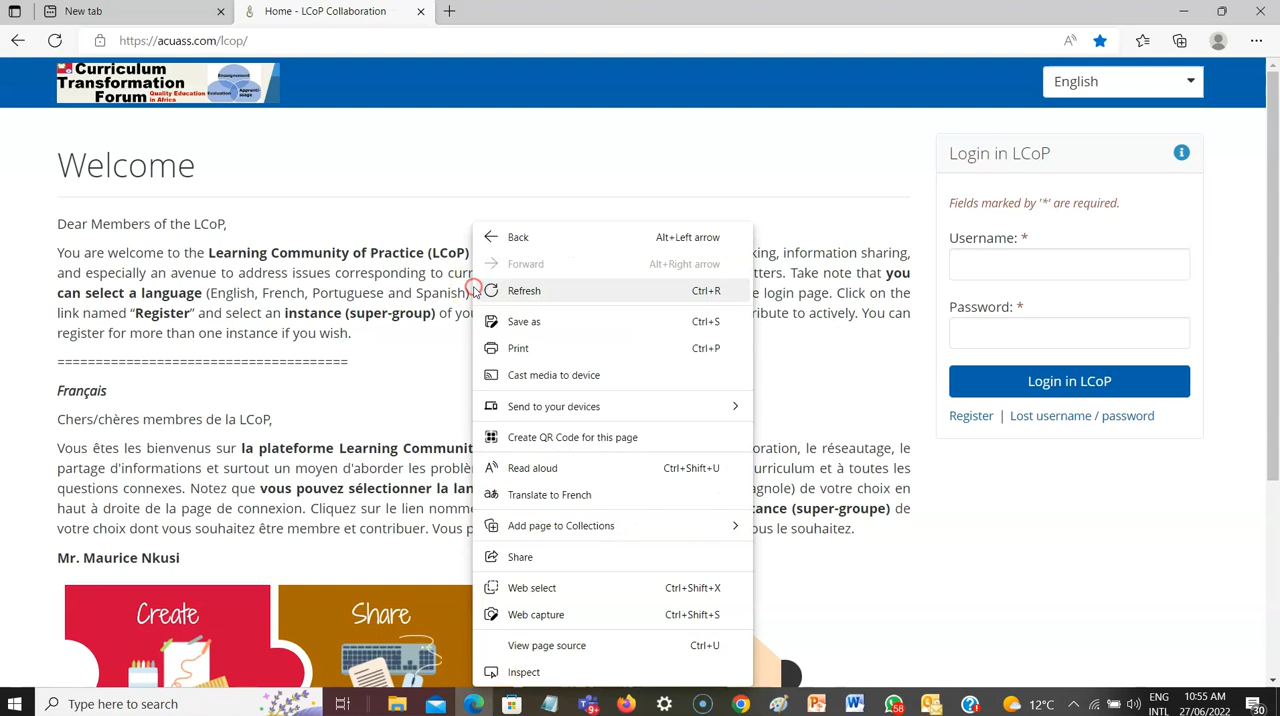 New tab
Home - LCoP Collaboration
https://acuass.com/lcop/
Curriculum
Transformation
Forum Quality Education
in Africa
Enseignement
Evaluation
Apprenti-
ssage
English
Welcome
Dear Members of the LCoP,
You are welcome to the Learning Community of Practice (LCoP)
king, information sharing,
and especially an avenue to address issues corresponding to curr
tters. Take note that you
can select a language (English, French, Portuguese and Spanish)
e login page. Click on the
link named “Register” and select an instance (super-group) of you
ribute to actively. You can
register for more than one instance if you wish.
======================================
Français
Chers/chères membres de la LCoP,
Vous êtes les bienvenus sur la plateforme Learning Communit
oration, le réseautage, le
partage d'informations et surtout un moyen d'aborder les problèm
urriculum et à toutes les
questions connexes. Notez que vous pouvez sélectionner la lan
agnole) de votre choix en
haut à droite de la page de connexion. Cliquez sur le lien nomme
tance (super-groupe) de
votre choix dont vous souhaitez être membre et contribuer. Vous p
ous le souhaitez.
Mr. Maurice Nkusi
Create
Share
Login in LCoP
Fields marked by '*' are required.
Username: *
Password: *
Login in LCoP
Register | Lost username / password
Back Alt+Left arrow
Forward Alt+Right arrow
Refresh Ctrl+R
Save as Ctrl+S
Print Ctrl+P
Cast media to device
Send to your devices
Create QR Code for this page
Read aloud Ctrl+Shift+U
Translate to French
Add page to Collections
Share
Web select Ctrl+Shift+X
Web capture Ctrl+Shift+S
View page source Ctrl+U
Inspect
Type here to search
9+
58
12°C
ENG
INTL
10:55 AM
27/06/2022
30